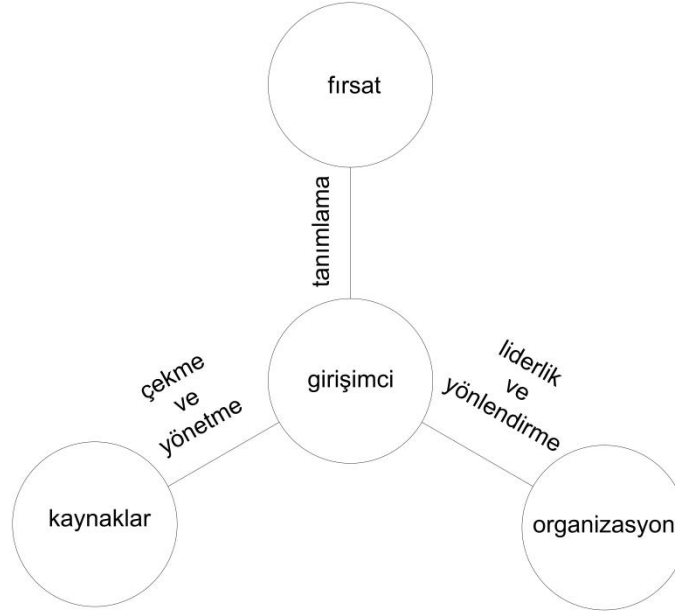 fırsat
tanımlama
girişimci
çekme
ve
yönetme
liderlik
ve
yönlendirme
kaynaklar
organizasyon